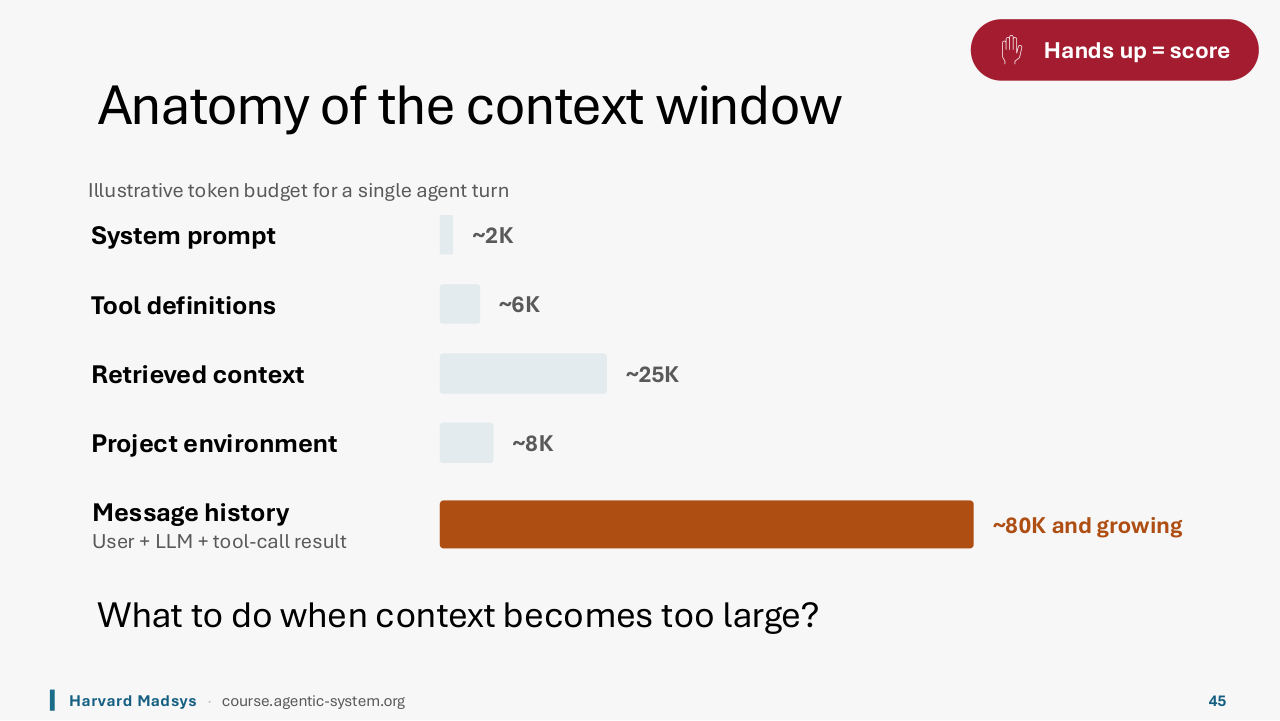 Hands up = score
Anatomy of the context window
Illustrative token budget for a single agent turn
System prompt ~2K
Tool definitions ~6K
Retrieved context ~25K
Project environment ~8K
Message history
User + LLM + tool-call result
~80K and growing
What to do when context becomes too large?
Harvard Madsys · course.agentic-system.org 45